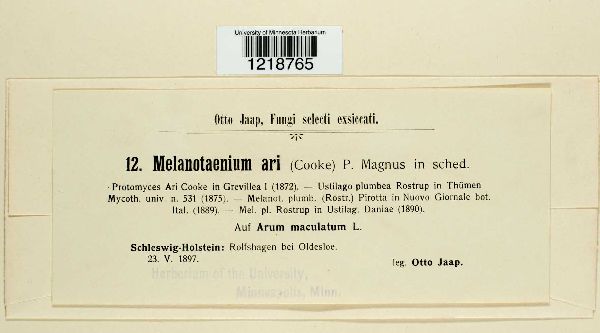 University of Minnesota Herbarium
1218765
Otto Jaap, Fungi selecti exsiccati.
12. Melanotaenium ari (Cooke) P. Magnus in sched.
Protomyces Ari Cooke in Grevillea I (1872). — Ustilago plumbea Rostrup in Thümen
Mycoth. univ. n. 531 (1875). — Melanot. plumb. (Rostr.) Pirotta in Nuovo Giornale bot.
Ital. (1889). — Mel. pl. Rostrup in Ustilag. Daniae (1890).
Auf Arum maculatum L.
Schleswig-Holstein: Rolfshagen bei Oldesloe.
23. V. 1897.
leg. Otto Jaap.
Herbarium of the University,
Minneapolis, Minn.